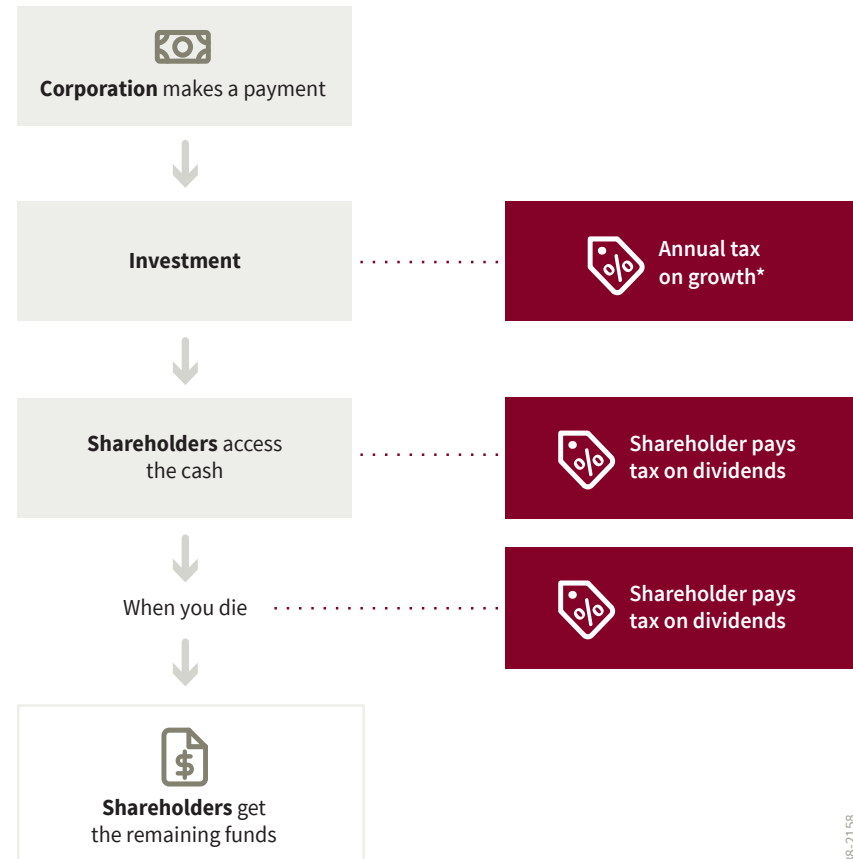 Corporation makes a payment
Investment
Annual tax
on growth*
Shareholders access
the cash
Shareholder pays
tax on dividends
When you die
Shareholder pays
tax on dividends
Shareholders get
the remaining funds